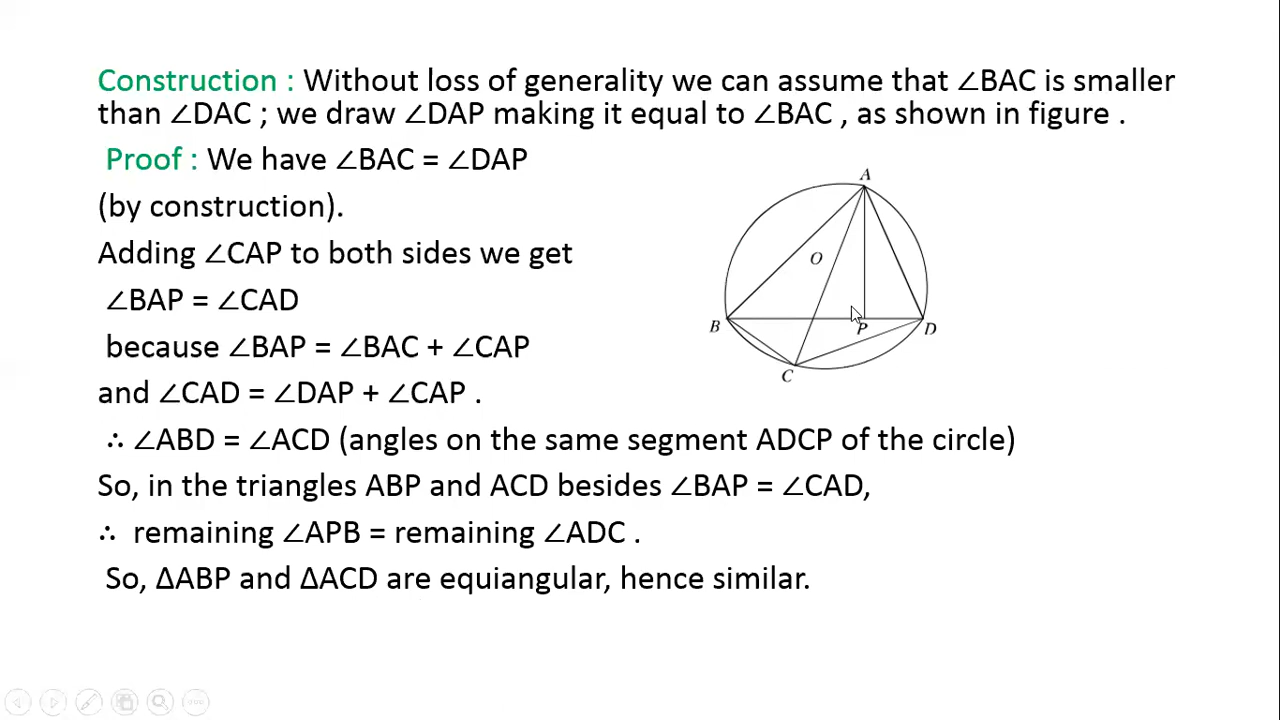 Construction : Without loss of generality we can assume that ∠BAC is smaller
than ∠DAC ; we draw ∠DAP making it equal to ∠BAC , as shown in figure .
Proof : We have ∠BAC = ∠DAP
(by construction).
Adding ∠CAP to both sides we get
∠BAP = ∠CAD
because ∠BAP = ∠BAC + ∠CAP
and ∠CAD = ∠DAP + ∠CAP .
∴ ∠ABD = ∠ACD (angles on the same segment ADCP of the circle)
So, in the triangles ABP and ACD besides ∠BAP = ∠CAD,
∴ remaining ∠APB = remaining ∠ADC .
So, ∆ABP and ∆ACD are equiangular, hence similar.
A
O
B
P
D
C